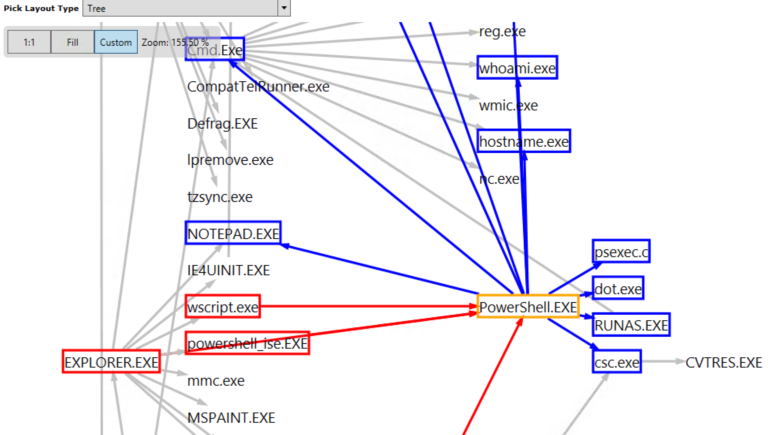 Pick Layout Type Tree
1:1 Fill Custom Zoom: 155.50 %
Cmd.Exe
CompatTelRunner.exe
Defrag.EXE
lpremove.exe
tzsync.exe
NOTEPAD.EXE
IE4UINIT.EXE
wscript.exe
powershell_ise.EXE
EXPLORER.EXE
mmc.exe
MSPAINT.EXE
reg.exe
whoami.exe
wmic.exe
hostname.exe
nc.exe
PowerShell.EXE
psexec.c
dot.exe
RUNAS.EXE
csc.exe
CVTRES.EXE